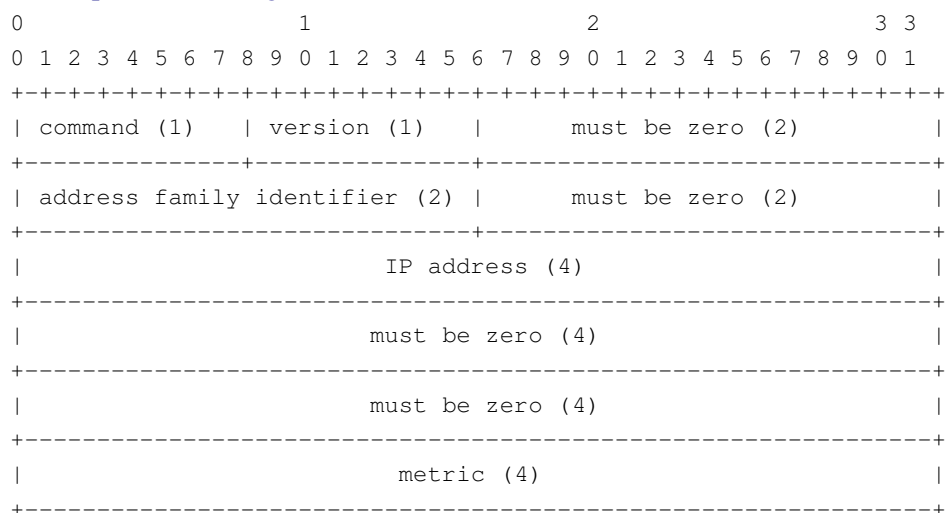 0 1 2 3 3
0 1 2 3 4 5 6 7 8 9 0 1 2 3 4 5 6 7 8 9 0 1 2 3 4 5 6 7 8 9 0 1
+-+-+-+-+-+-+-+-+-+-+-+-+-+-+-+-+-+-+-+-+-+-+-+-+-+-+-+-+-+-+-+-+
| command (1) | version (1) | must be zero (2) |
+---------------+---------------+-------------------------------+
| address family identifier (2) | must be zero (2) |
+-------------------------------+-------------------------------+
| IP address (4) |
+---------------------------------------------------------------+
| must be zero (4) |
+---------------------------------------------------------------+
| must be zero (4) |
+---------------------------------------------------------------+
| metric (4) |
+---------------------------------------------------------------+